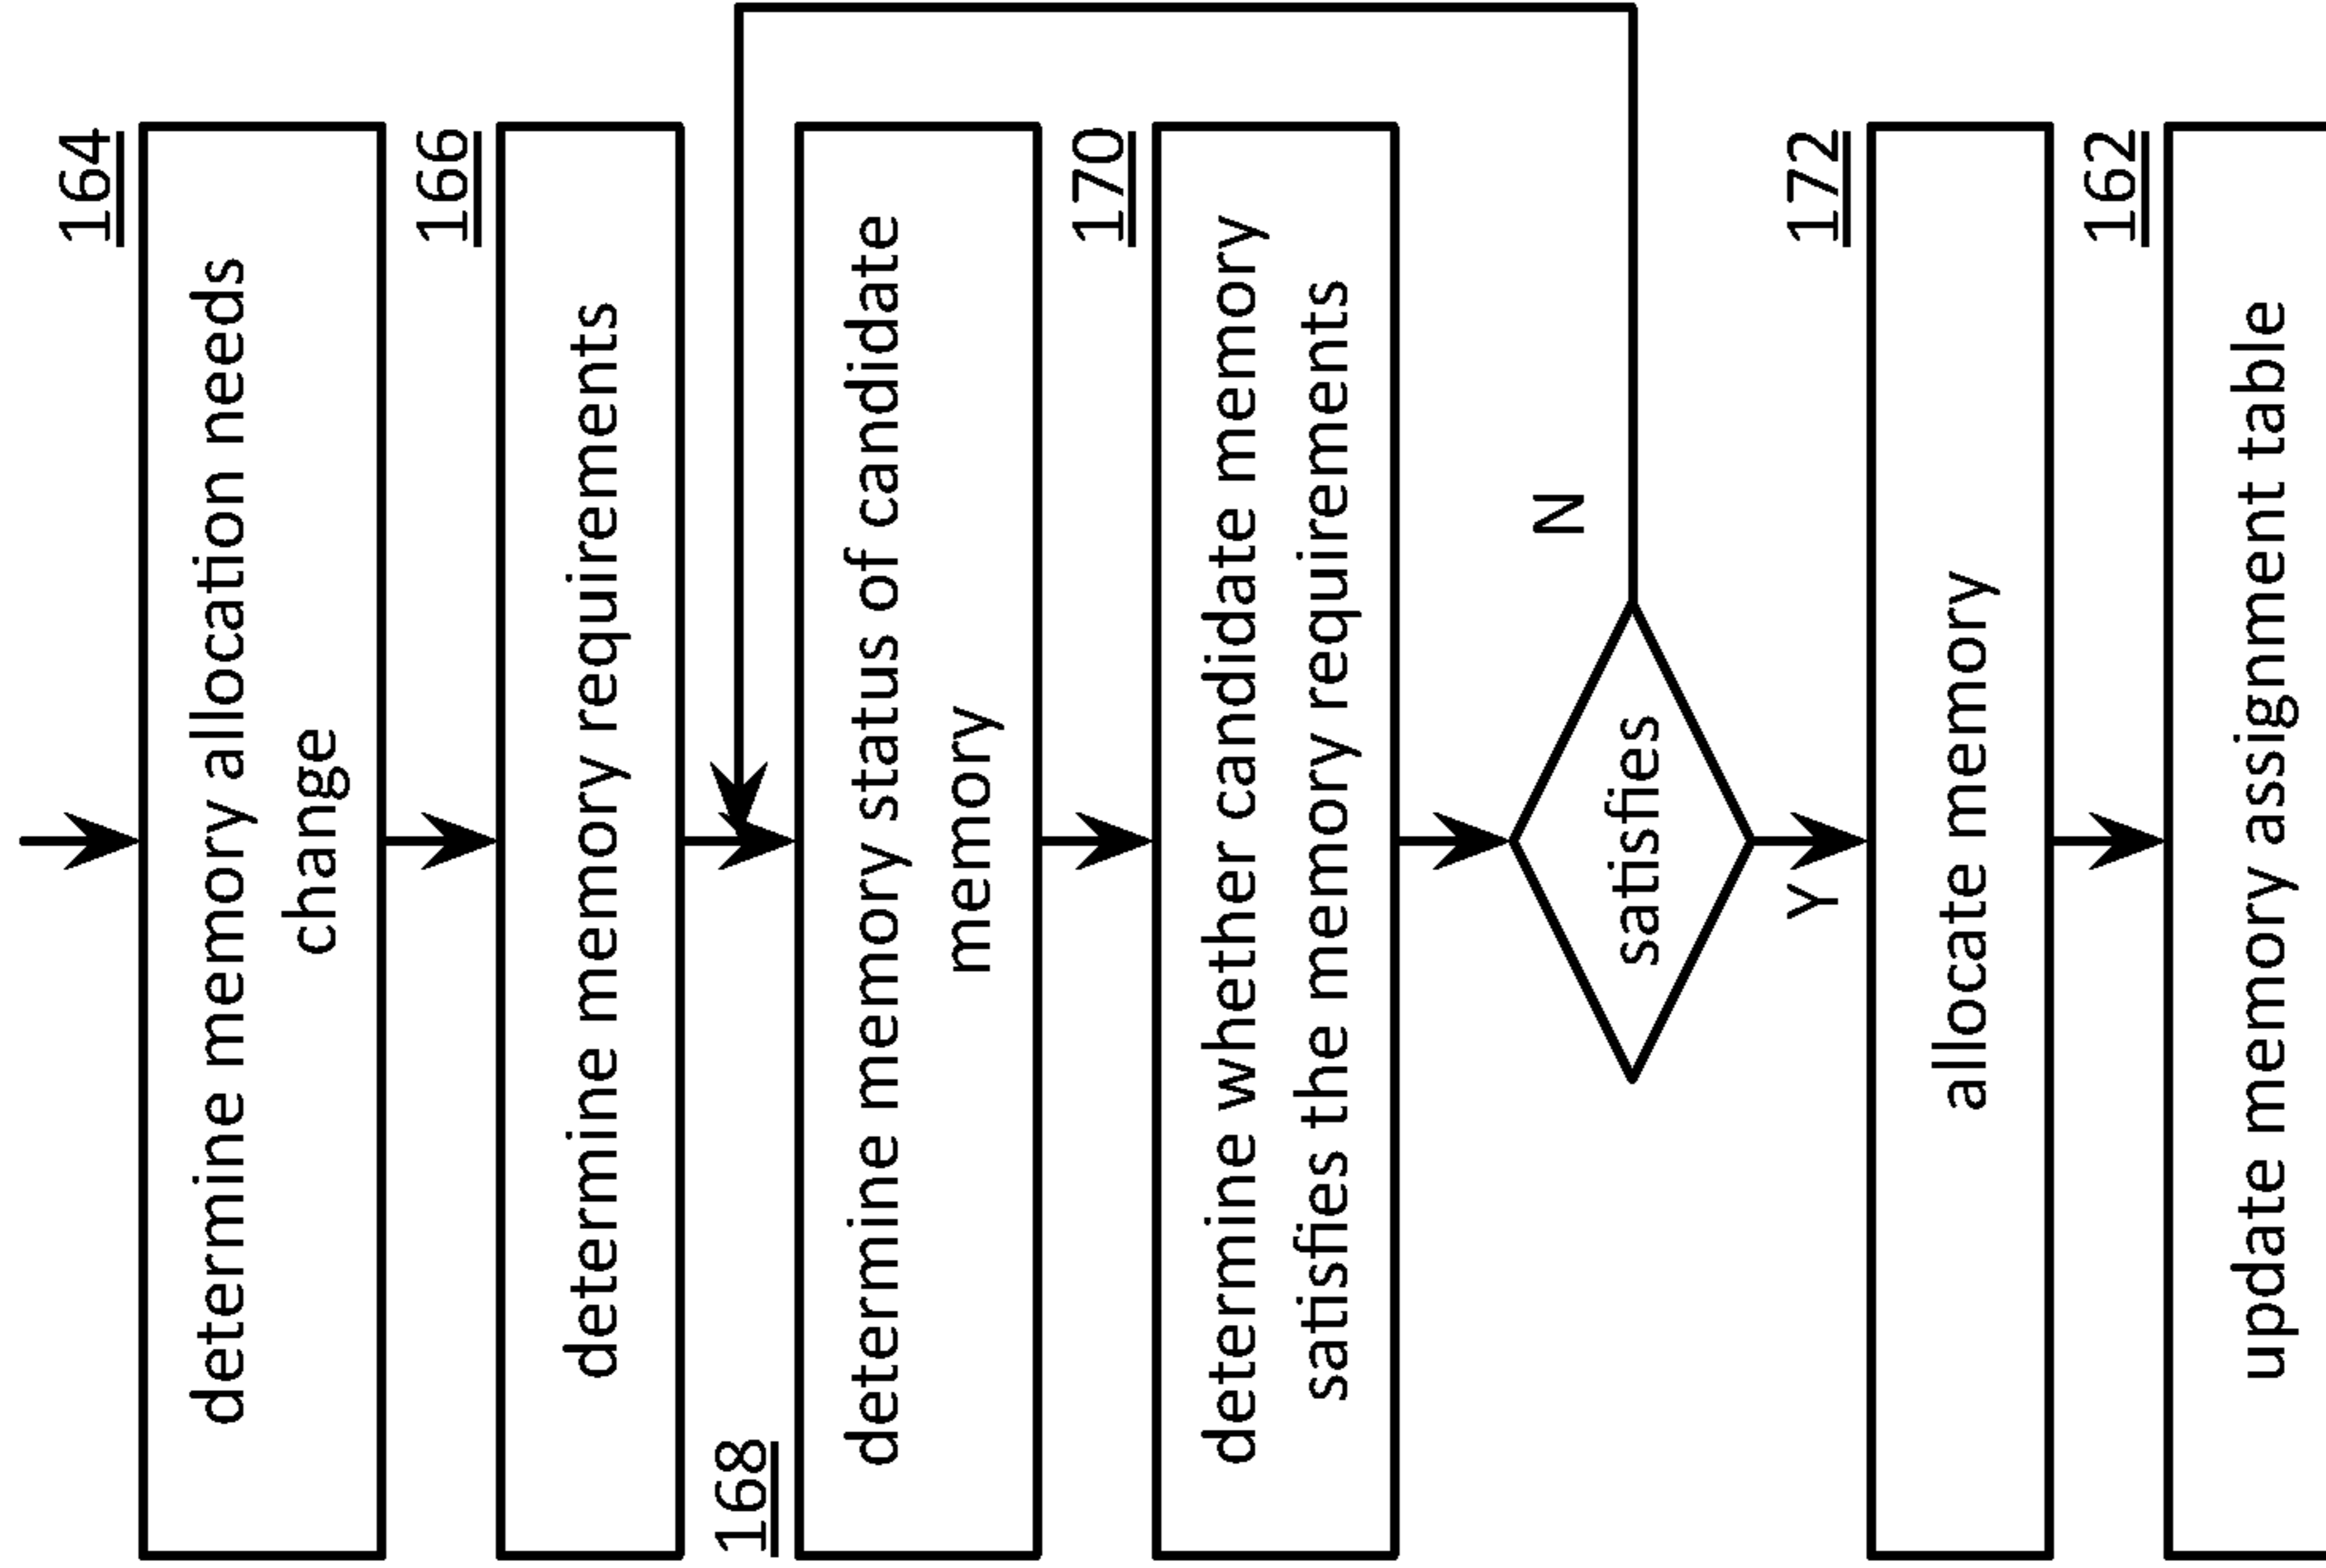 164
determine memory allocation needs
change
166
determine memory requirements
168
determine memory status of candidate
memory
170
determine whether candidate memory
satisfies the memory requirements
satisfies
N
Y
172
allocate memory
162
update memory assignment table